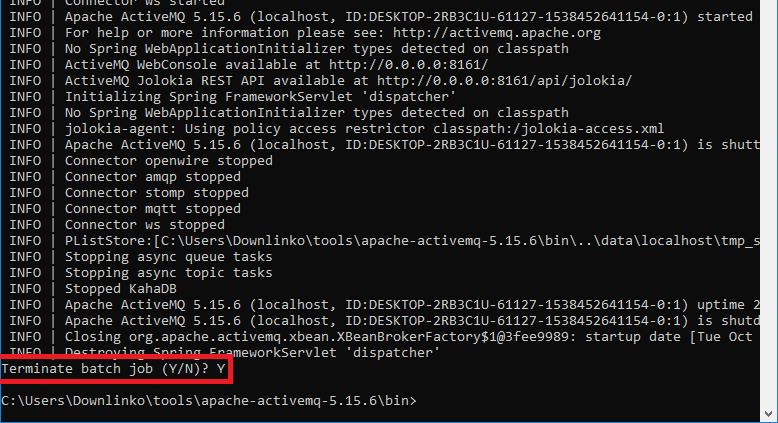 INFO | Connector ws started
INFO | Apache ActiveMQ 5.15.6 (localhost, ID:DESKTOP-2RB3C1U-61127-1538452641154-0:1) started
INFO | For help or more information please see: http://activemq.apache.org
INFO | No Spring WebApplicationInitializer types detected on classpath
INFO | ActiveMQ WebConsole available at http://0.0.0.0:8161/
INFO | ActiveMQ Jolokia REST API available at http://0.0.0.0:8161/api/jolokia/
INFO | Initializing Spring FrameworkServlet 'dispatcher'
INFO | No Spring WebApplicationInitializer types detected on classpath
INFO | jolokia-agent: Using policy access restrictor classpath:/jolokia-access.xml
INFO | Apache ActiveMQ 5.15.6 (localhost, ID:DESKTOP-2RB3C1U-61127-1538452641154-0:1) is shutt
INFO | Connector openwire stopped
INFO | Connector amqp stopped
INFO | Connector stomp stopped
INFO | Connector mqtt stopped
INFO | Connector ws stopped
INFO | PListStore:[C:\Users\Downlinko\tools\apache-activemq-5.15.6\bin\..\data\localhost\tmp_s
INFO | Stopping async queue tasks
INFO | Stopping async topic tasks
INFO | Stopped KahaDB
INFO | Apache ActiveMQ 5.15.6 (localhost, ID:DESKTOP-2RB3C1U-61127-1538452641154-0:1) uptime 2
INFO | Apache ActiveMQ 5.15.6 (localhost, ID:DESKTOP-2RB3C1U-61127-1538452641154-0:1) is shutd
INFO | Closing org.apache.activemq.xbean.XBeanBrokerFactory$1@3fee9989: startup date [Tue Oct
INFO | Destroying Spring FrameworkServlet 'dispatcher'
Terminate batch job (Y/N)? Y
C:\Users\Downlinko\tools\apache-activemq-5.15.6\bin>